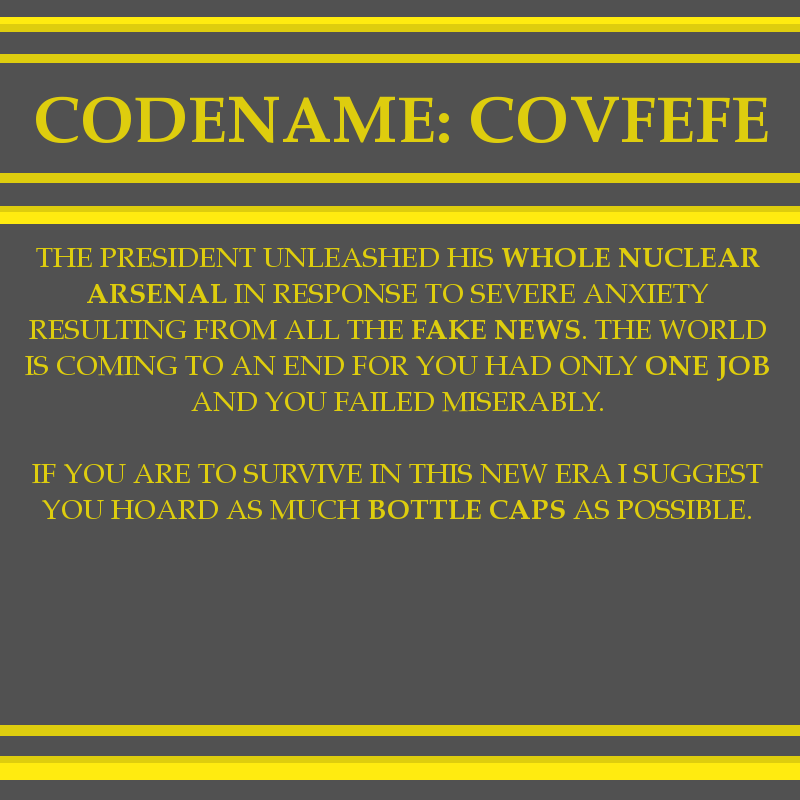 CODENAME: COVFEFE
THE PRESIDENT UNLEASHED HIS WHOLE NUCLEAR
ARSENAL IN RESPONSE TO SEVERE ANXIETY
RESULTING FROM ALL THE FAKE NEWS. THE WORLD
IS COMING TO AN END FOR YOU HAD ONLY ONE JOB
AND YOU FAILED MISERABLY.
IF YOU ARE TO SURVIVE IN THIS NEW ERA I SUGGEST
YOU HOARD AS MUCH BOTTLE CAPS AS POSSIBLE.